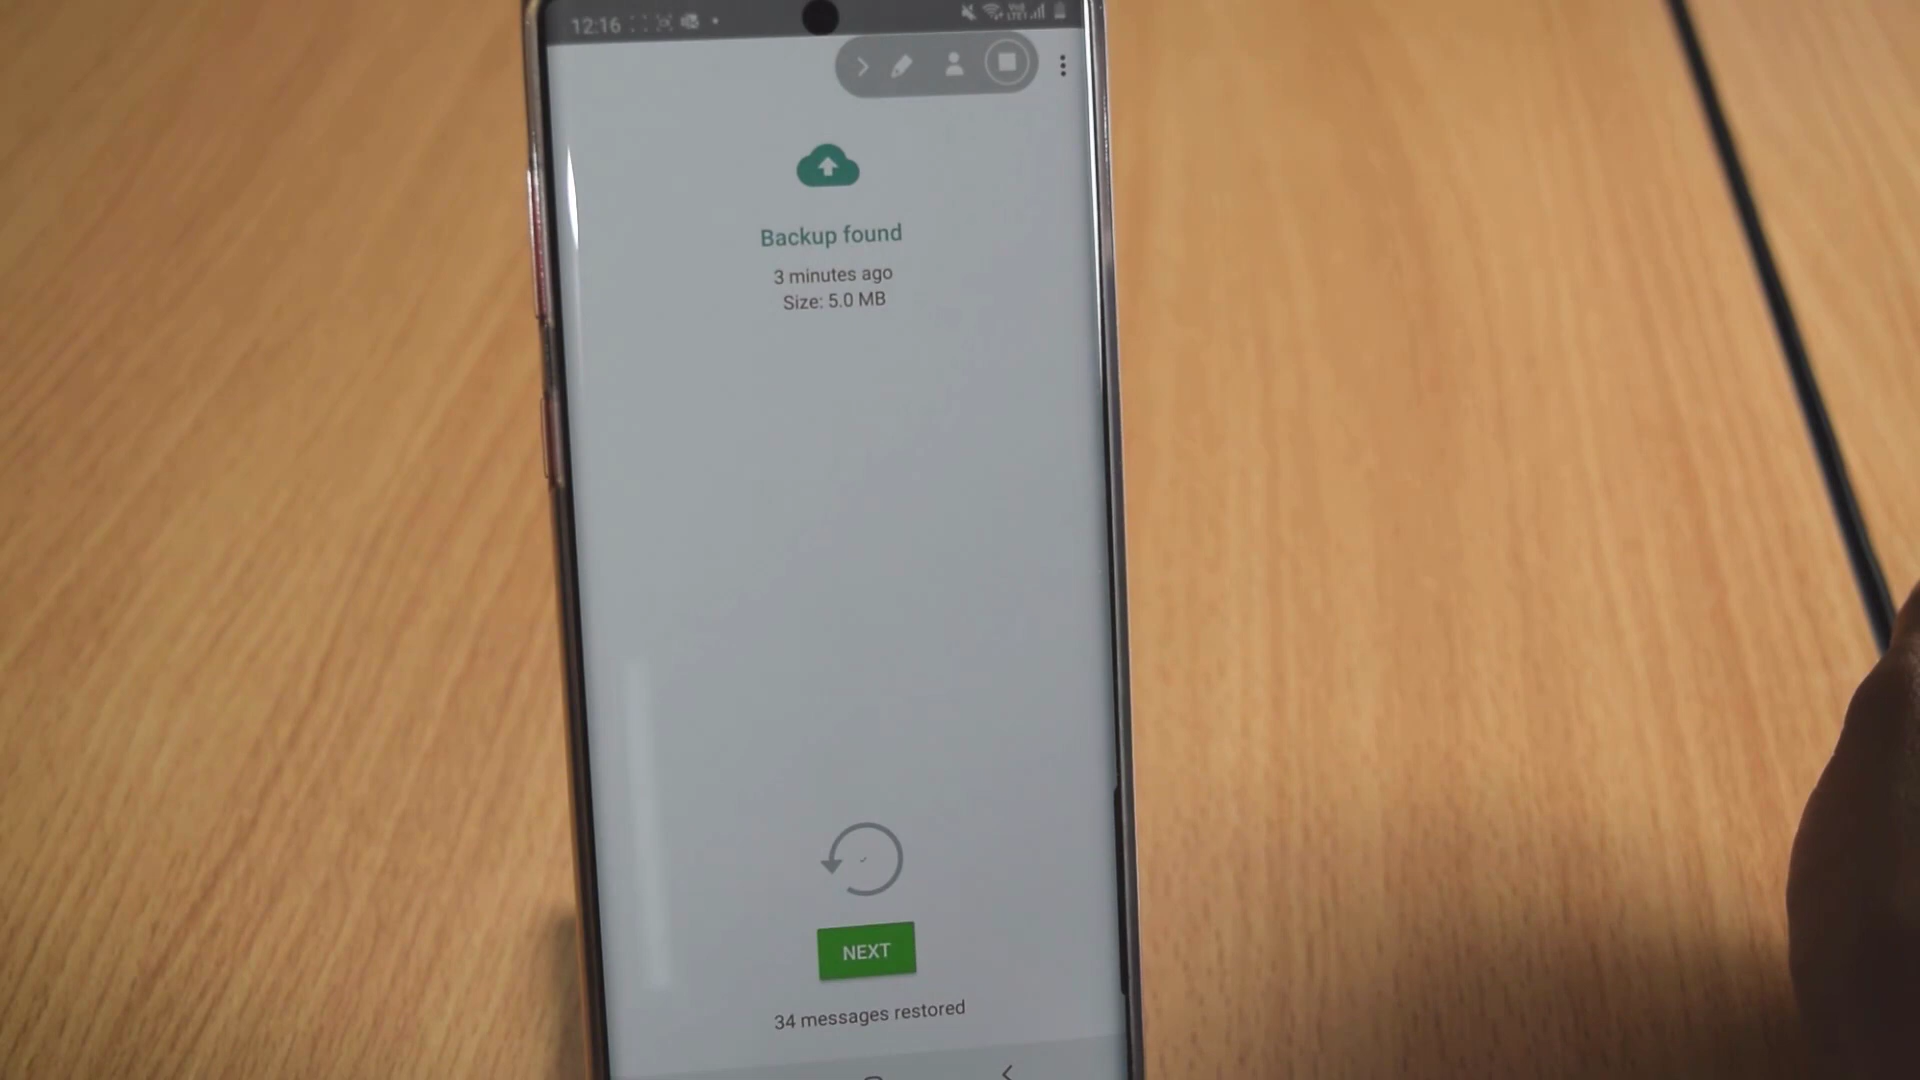 12:16
Backup found
3 minutes ago
Size: 5.0 MB
NEXT
34 messages restored